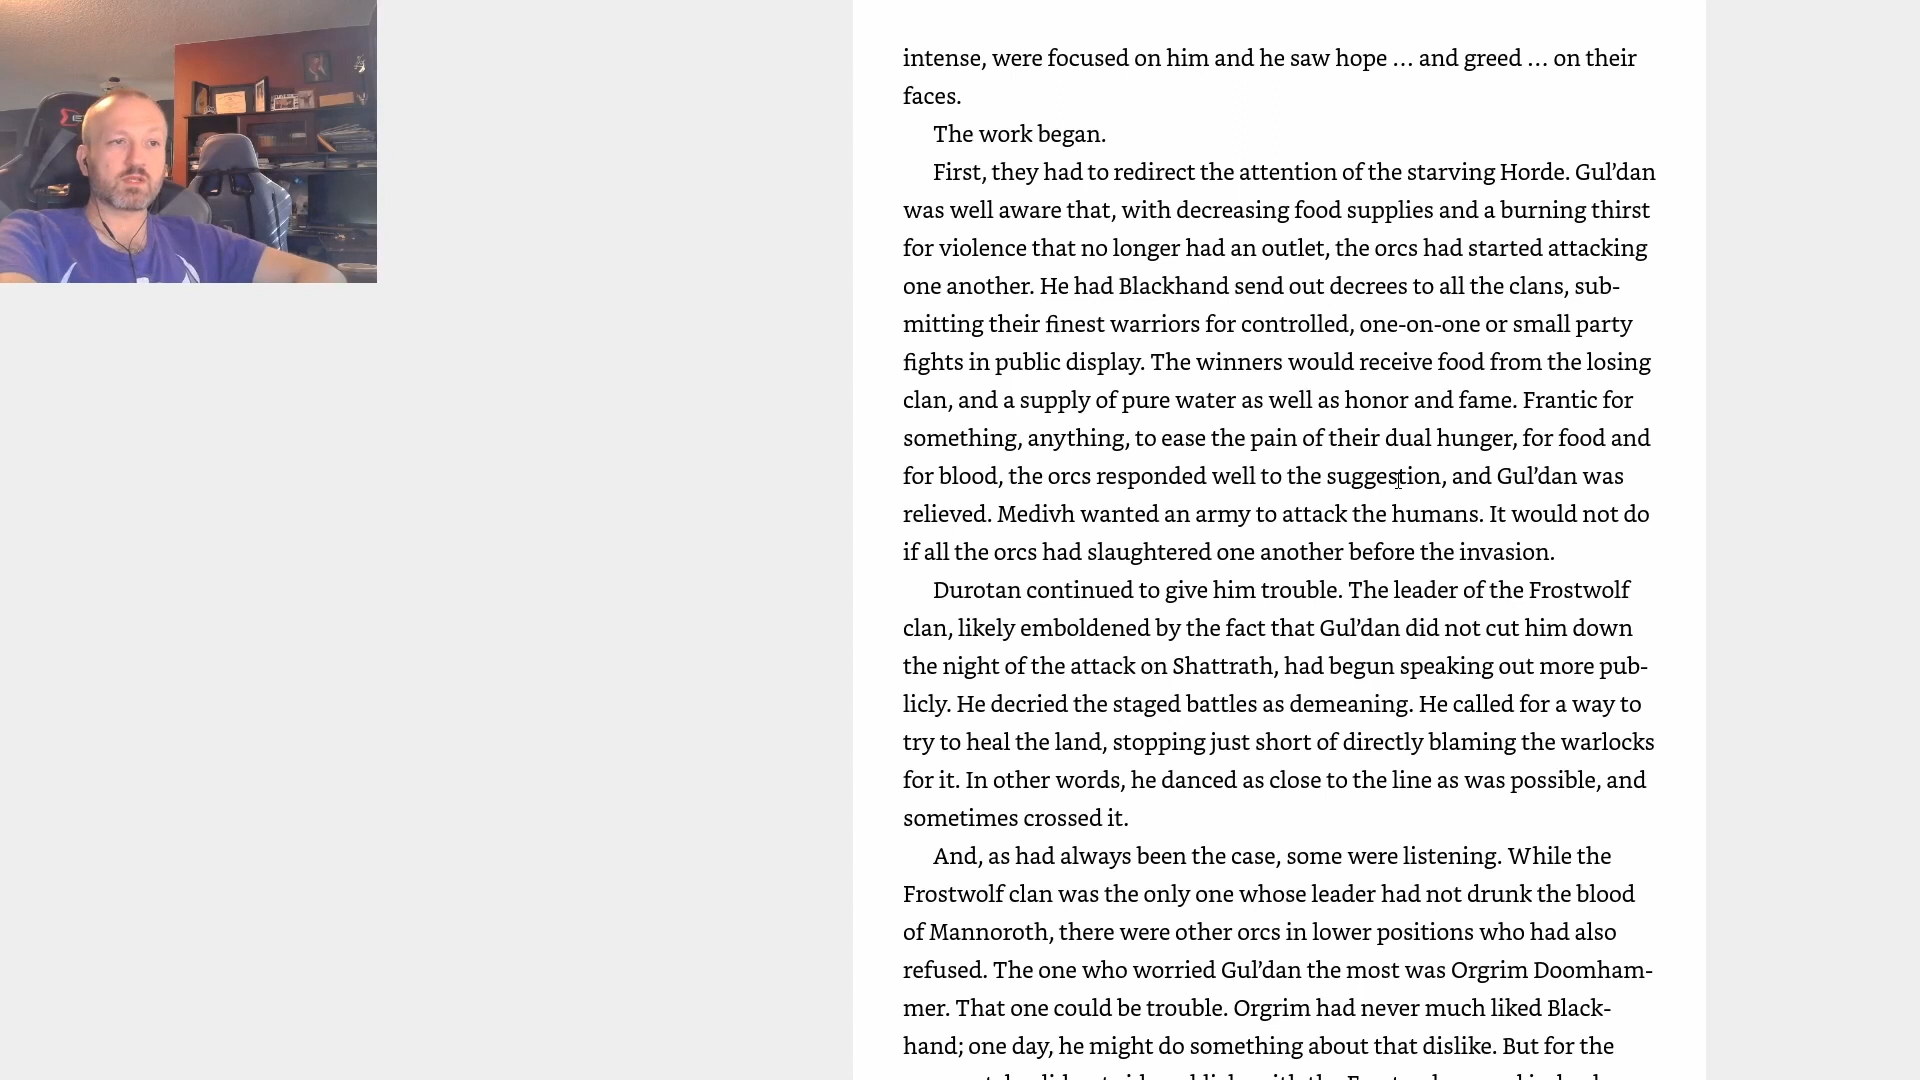 intense, were focused on him and he saw hope … and greed … on their
faces.
The work began.
First, they had to redirect the attention of the starving Horde. Gul’dan
was well aware that, with decreasing food supplies and a burning thirst
for violence that no longer had an outlet, the orcs had started attacking
one another. He had Blackhand send out decrees to all the clans, sub-
mitting their finest warriors for controlled, one-on-one or small party
fights in public display. The winners would receive food from the losing
clan, and a supply of pure water as well as honor and fame. Frantic for
something, anything, to ease the pain of their dual hunger, for food and
for blood, the orcs responded well to the suggestion, and Gul’dan was
relieved. Medivh wanted an army to attack the humans. It would not do
if all the orcs had slaughtered one another before the invasion.
Durotan continued to give him trouble. The leader of the Frostwolf
clan, likely emboldened by the fact that Gul’dan did not cut him down
the night of the attack on Shattrath, had begun speaking out more pub-
licly. He decried the staged battles as demeaning. He called for a way to
try to heal the land, stopping just short of directly blaming the warlocks
for it. In other words, he danced as close to the line as was possible, and
sometimes crossed it.
And, as had always been the case, some were listening. While the
Frostwolf clan was the only one whose leader had not drunk the blood
of Mannoroth, there were other orcs in lower positions who had also
refused. The one who worried Gul’dan the most was Orgrim Doomham-
mer. That one could be trouble. Orgrim had never much liked Black-
hand; one day, he might do something about that dislike. But for the